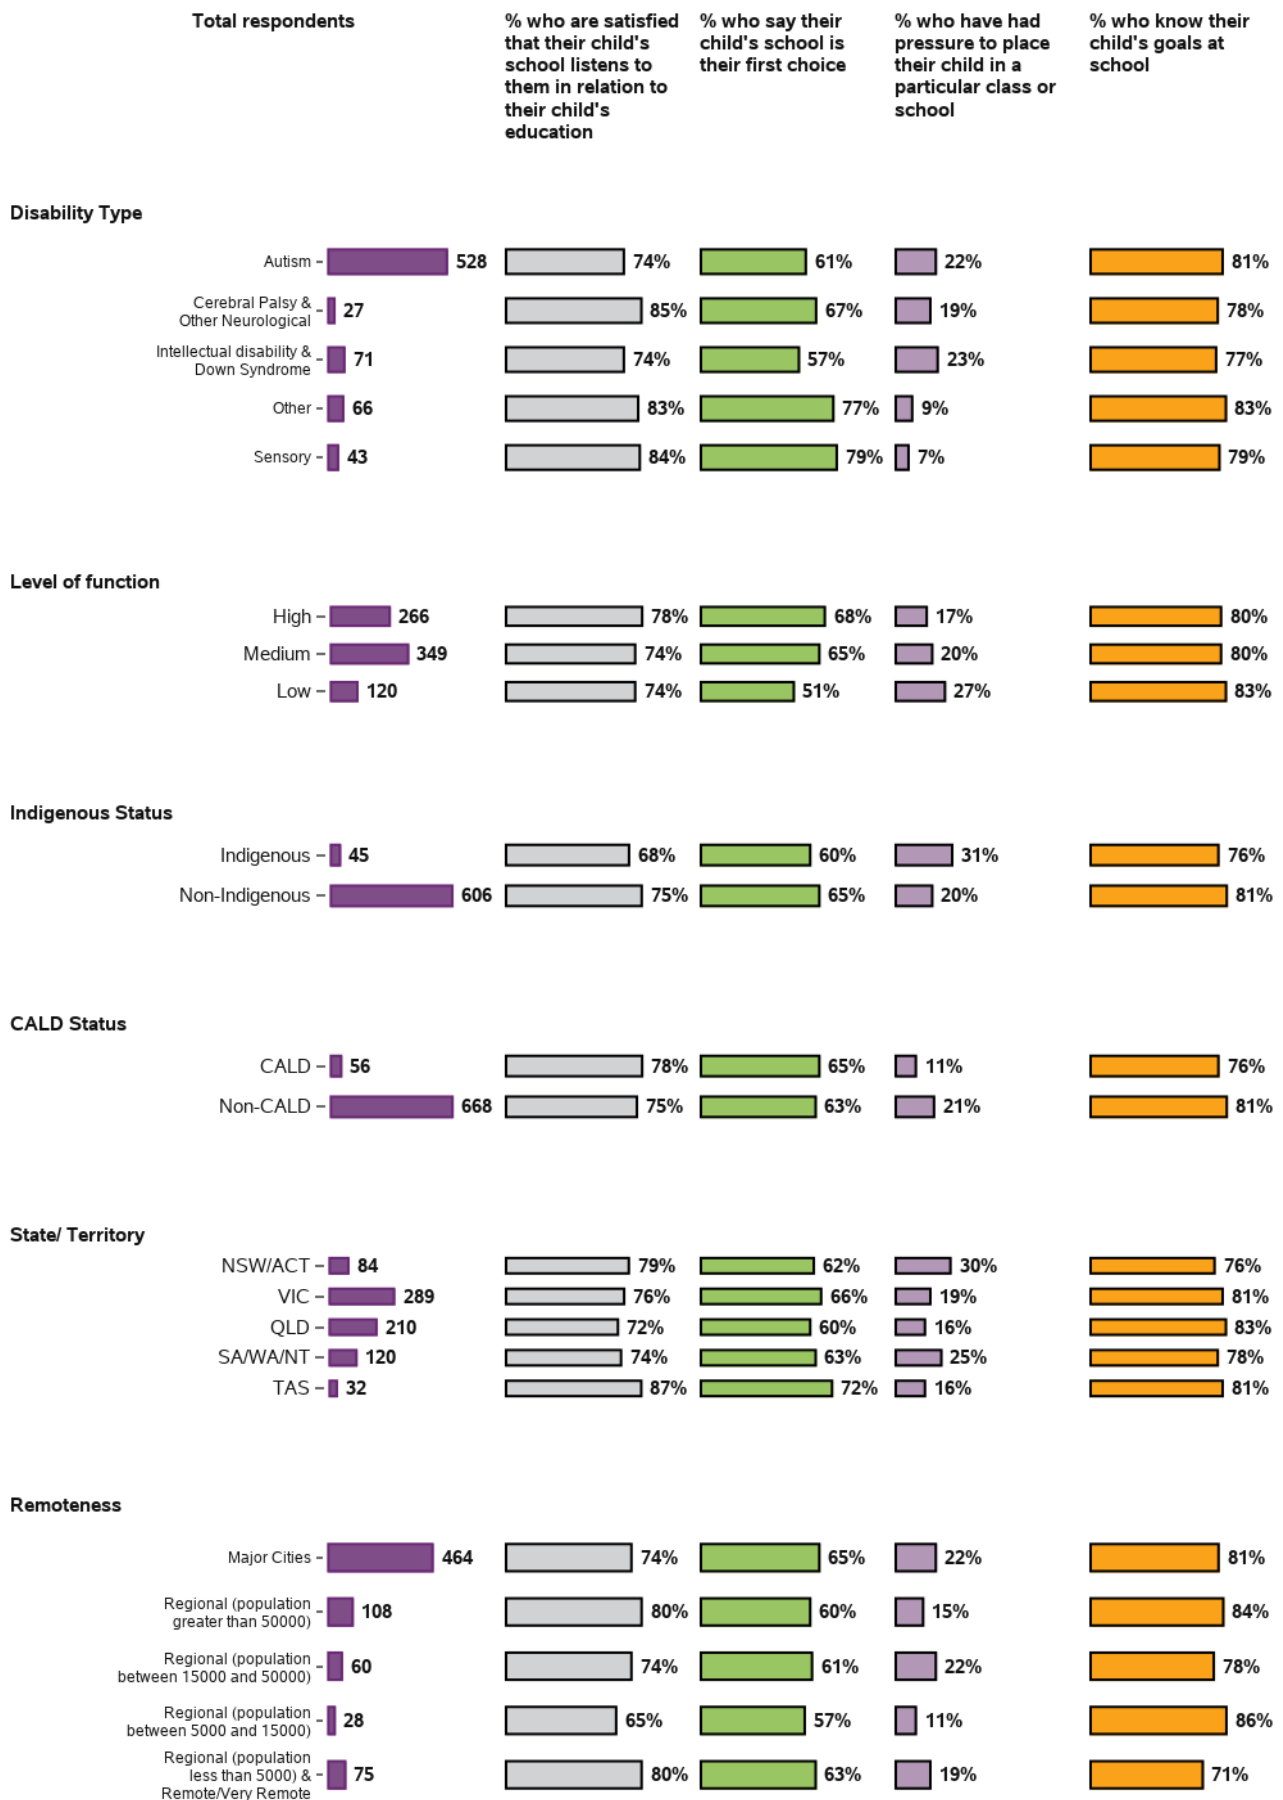 Total respondents
% who are satisfied
that their child's
school listens to
them in relation to
their child's
education
% who say their
child's school is
their first choice
% who have had
pressure to place
their child in a
particular class or
school
% who know their
child's goals at
school
Disability Type
Autism 528 74% 61% 22% 81%
Cerebral Palsy &
Other Neurological 27 85% 67% 19% 78%
Intellectual disability &
Down Syndrome 71 74% 57% 23% 77%
Other 66 83% 77% 9% 83%
Sensory 43 84% 79% 7% 79%
Level of function
High 266 78% 68% 17% 80%
Medium 349 74% 65% 20% 80%
Low 120 74% 51% 27% 83%
Indigenous Status
Indigenous 45 68% 60% 31% 76%
Non-Indigenous 606 75% 65% 20% 81%
CALD Status
CALD 56 78% 65% 11% 76%
Non-CALD 668 75% 63% 21% 81%
State/ Territory
NSW/ACT 84 79% 62% 30% 76%
VIC 289 76% 66% 19% 81%
QLD 210 72% 60% 16% 83%
SA/WA/NT 120 74% 63% 25% 78%
TAS 32 87% 72% 16% 81%
Remoteness
Major Cities 464 74% 65% 22% 81%
Regional (population
greater than 50000) 108 80% 60% 15% 84%
Regional (population
between 15000 and 50000) 60 74% 61% 22% 78%
Regional (population
between 5000 and 15000) 28 65% 57% 11% 86%
Regional (population
less than 5000) & 75 80% 63% 19% 71%
Remote/Very Remote